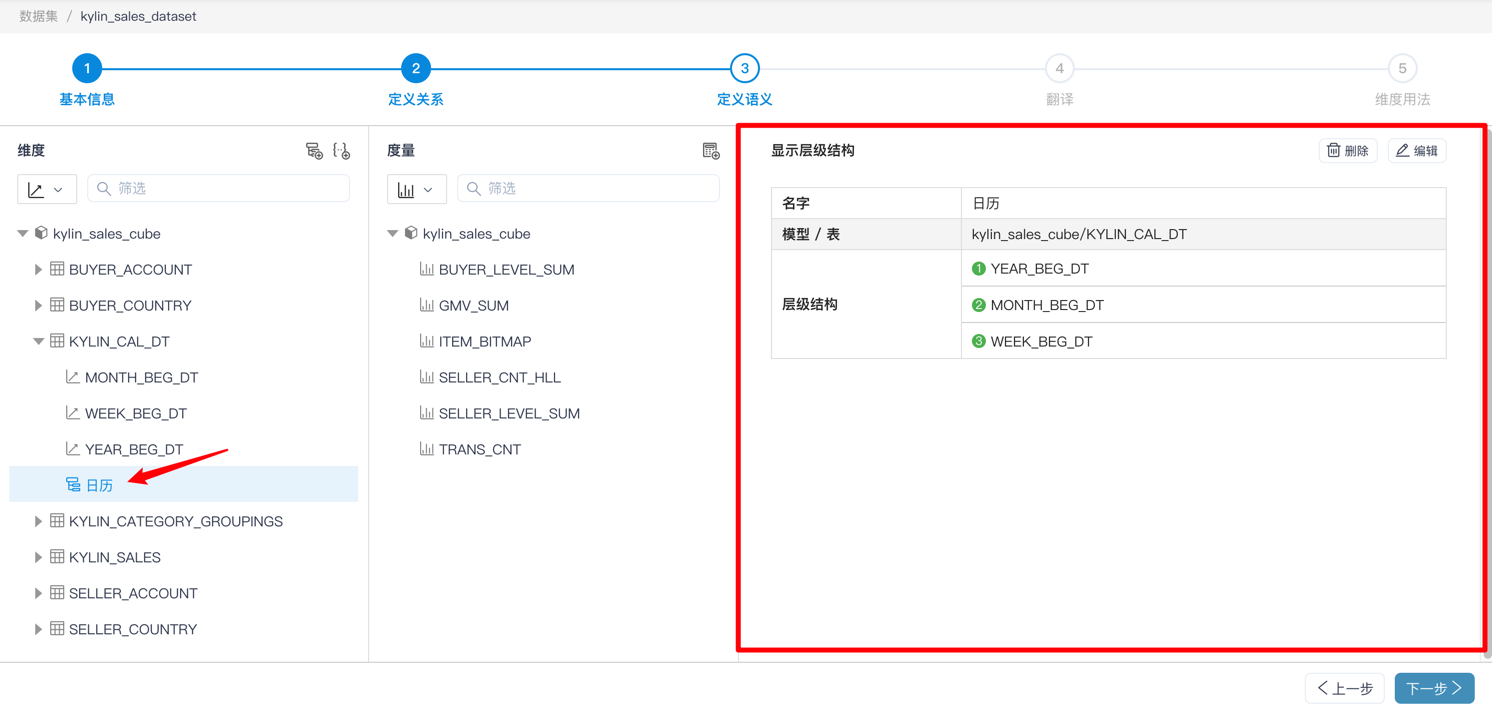 数据集 / kylin_sales_dataset
1
2
3
4
5
基本信息
定义关系
定义语义
翻译
维度用法
维度
筛选
kylin_sales_cube
BUYER_ACCOUNT
BUYER_COUNTRY
KYLIN_CAL_DT
MONTH_BEG_DT
WEEK_BEG_DT
YEAR_BEG_DT
日历
KYLIN_CATEGORY_GROUPINGS
KYLIN_SALES
SELLER_ACCOUNT
SELLER_COUNTRY
度量
筛选
kylin_sales_cube
BUYER_LEVEL_SUM
GMV_SUM
ITEM_BITMAP
SELLER_CNT_HLL
SELLER_LEVEL_SUM
TRANS_CNT
显示层级结构
删除
编辑
名字 日历
模型 / 表 kylin_sales_cube/KYLIN_CAL_DT
层级结构
1 YEAR_BEG_DT
2 MONTH_BEG_DT
3 WEEK_BEG_DT
上一步
下一步